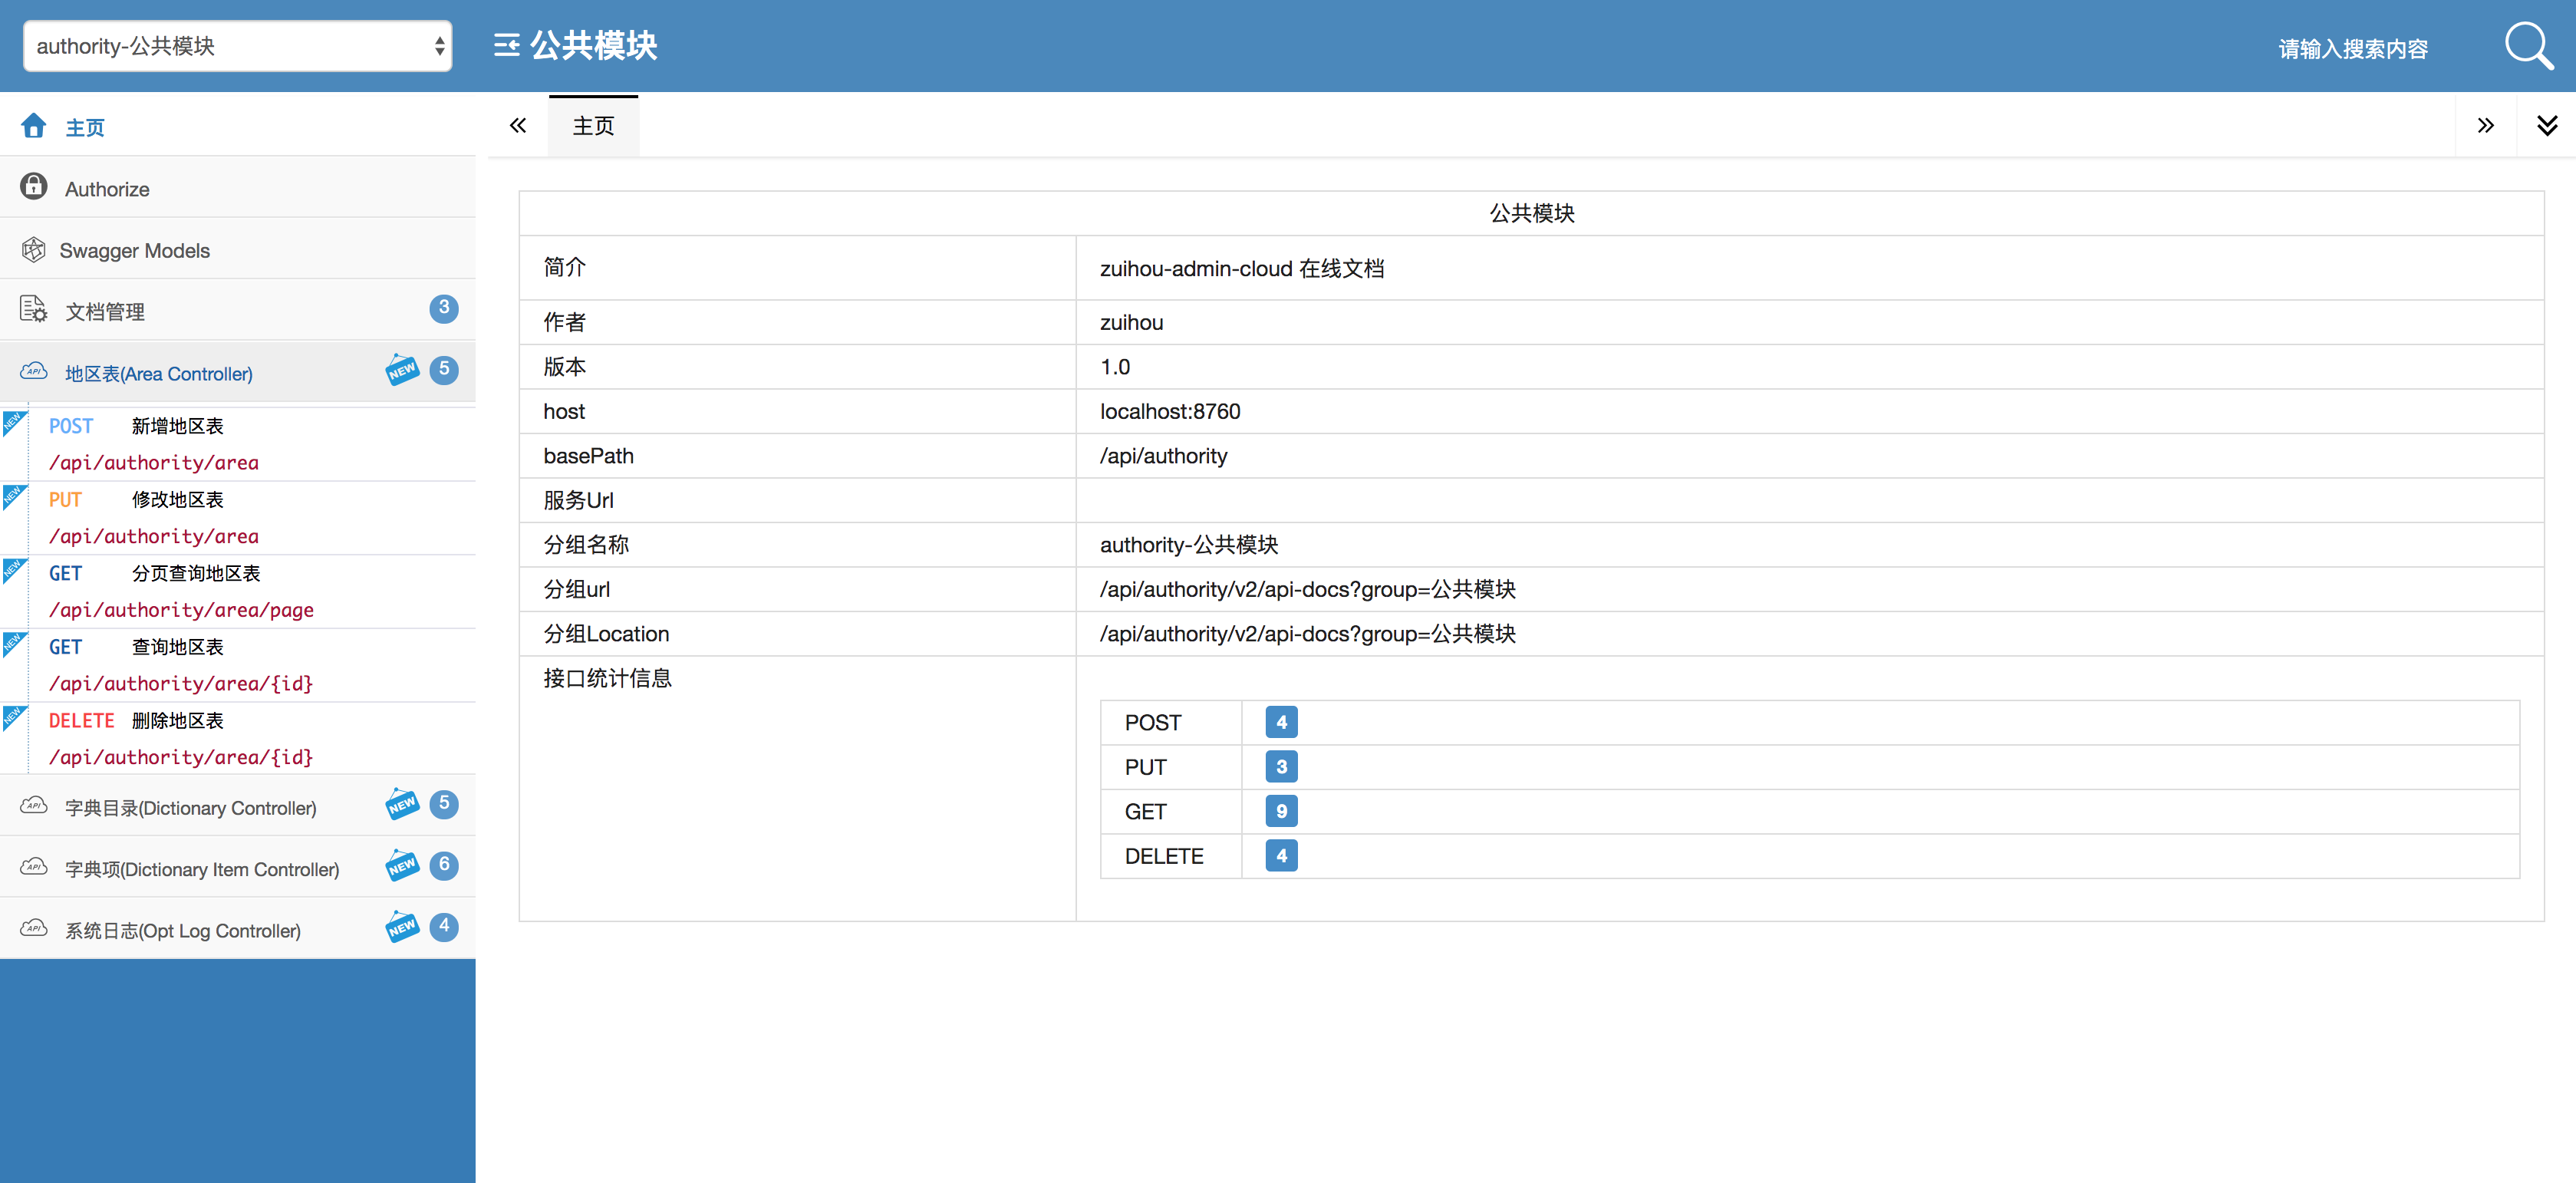 authority-公共模块
公共模块
请输入搜索内容
主页
Authorize
Swagger Models
文档管理 3
地区表(Area Controller) NEW 5
NEW POST 新增地区表
/api/authority/area
NEW PUT 修改地区表
/api/authority/area
NEW GET 分页查询地区表
/api/authority/area/page
NEW GET 查询地区表
/api/authority/area/{id}
NEW DELETE 删除地区表
/api/authority/area/{id}
API 字典目录(Dictionary Controller) NEW 5
API 字典项(Dictionary Item Controller) NEW 6
API 系统日志(Opt Log Controller) NEW 4
主页
公共模块
简介 zuihou-admin-cloud 在线文档
作者 zuihou
版本 1.0
host localhost:8760
basePath /api/authority
服务Url
分组名称 authority-公共模块
分组url /api/authority/v2/api-docs?group=公共模块
分组Location /api/authority/v2/api-docs?group=公共模块
接口统计信息
POST 4
PUT 3
GET 9
DELETE 4